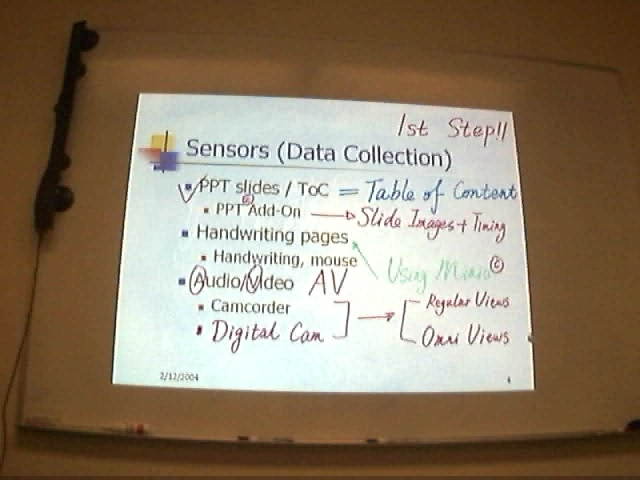 1st Step!!
Sensors (Data Collection)
PPT slides / ToC = Table of Content
PPT Add-On Slide Images + Timing
Handwriting pages
Handwriting, mouse Using Mimio ©
Audio/Video AV
Camcorder Regular Views
Digital Cam Omni Views
2/12/2004